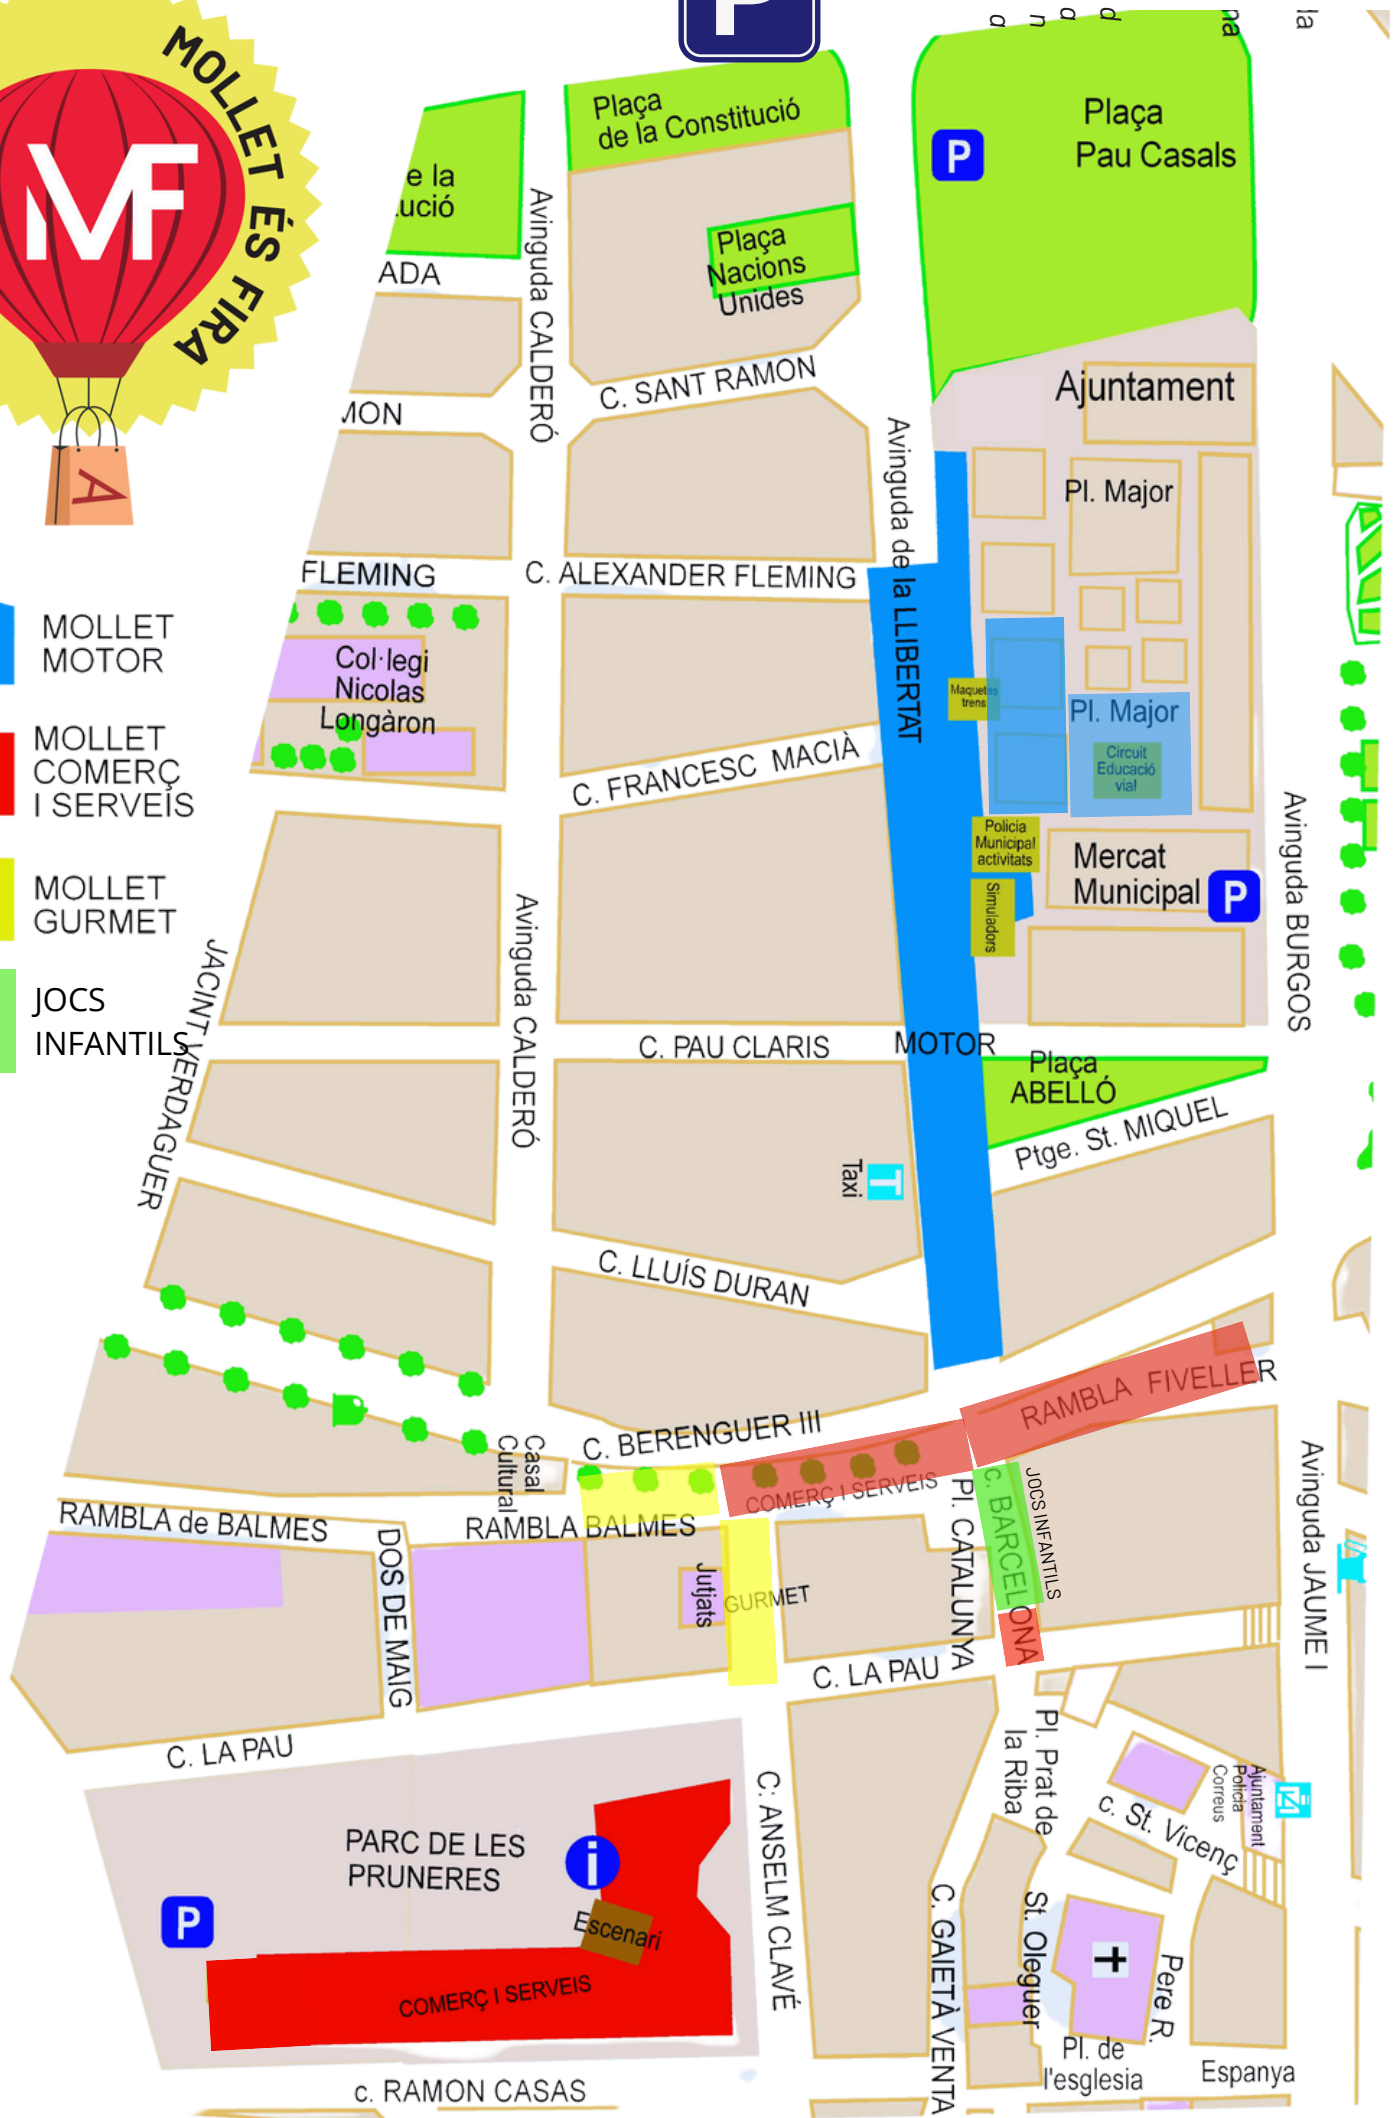 P
MOLLET ÉS FIRA
MF
A
Plaça
de la Constitució
Plaça
Pau Casals
P
e la
ució
ADA
Avinguda CALDERÓ
Plaça
Nacions
Unides
C. SANT RAMON
MON
Ajuntament
Pl. Major
Avinguda de la LLIBERTAT
FLEMING
C. ALEXANDER FLEMING
MOLLET
MOTOR
Col·legi
Nicolas
Longàron
Maquetes
trens
Pl. Major
Circuit
Educació
vial
MOLLET
COMERÇ
I SERVEIS
C. FRANCESC MACIÀ
Policia
Municipal
activitats
Mercat
Municipal
P
Simuladors
Avinguda BURGOS
MOLLET
GURMET
JOCS
INFANTILS
JACINT VERDAGUER
Avinguda CALDERÓ
C. PAU CLARIS
MOTOR
Plaça
ABELLÓ
Ptge. St. MIQUEL
Taxi
T
C. LLUÍS DURAN
RAMBLA FIVELLER
C. BERENGUER III
Casal
Cultural
COMERÇ I SERVEIS
RAMBLA de BALMES
RAMBLA BALMES
DOS DE MAIG
Jutjats
GURMET
Pl. CATALUNYA
c. BARCELONA
JOCS INFANTILS
Avinguda JAUME I
C. LA PAU
C. LA PAU
Pl. Prat de
la Riba
Ajuntament
Policia
Correus
c. St. Vicenç
C: ANSELM CLAVÉ
PARC DE LES
PRUNERES
i
P
Escenari
COMERÇ I SERVEIS
C. GAIETÀ VENTA
St. Oleguer
Pere R.
Pl. de
l'esglesia
Espanya
c. RAMON CASAS